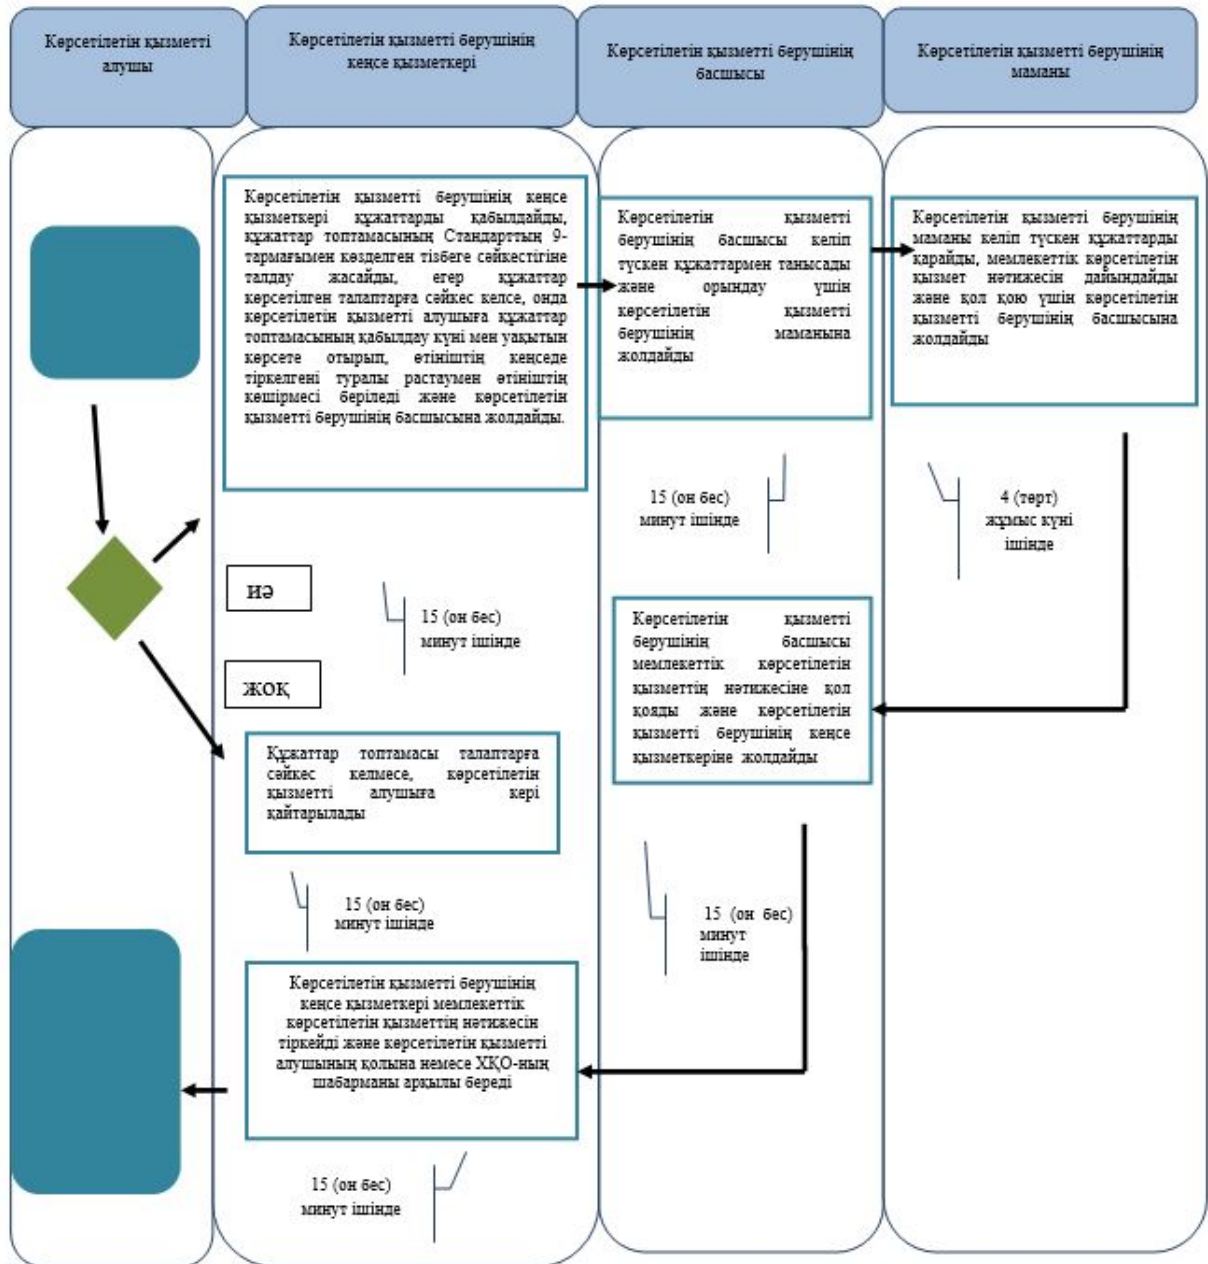 Көрсетілетін қызметті
алушы
Көрсетілетін қызметті берушінің
кеңсе қызметкері
Көрсетілетін қызметті берушінің
басшысы
Көрсетілетін қызметті берушінің
маманы
Көрсетілетін қызметті берушінің кеңсе
қызметкері құжаттарды қабылдайды,
құжаттар топтамасының Стандарттың 9-
тармағымен көзделген тізбеге сәйкестігіне
талдау жасайды, егер құжаттар
көрсетілген талаптарға сәйкес келсе, онда
көрсетілетін қызметті алушыға құжаттар
топтамасының қабылдау күні мен уақытын
көрсете отырып, өтініштің кеңседе
тіркелгені туралы растаумен өтініштің
көшірмесі беріледі және көрсетілетін
қызметті берушінің басшысына жолдайды.
Көрсетілетін қызметті
берушінің басшысы келіп
түскен құжаттармен танысады
және орындау үшін
көрсетілетін қызметті
берушінің маманына
жолдайды
Көрсетілетін қызметті берушінің
маманы келіп түскен құжаттарды
қарайды, мемлекеттік көрсетілетін
қызмет нәтижесін дайындайды
және қол қою үшін көрсетілетін
қызметті берушінің басшысына
жолдайды
15 (он бес)
минут ішінде
4 (төрт)
жұмыс күні
ішінде
иә
15 (он бес)
минут ішінде
жоқ
Көрсетілетін қызметті
берушінің басшысы
мемлекеттік көрсетілетін
қызметтің нәтижесіне қол
қояды және көрсетілетін
қызметті берушінің кеңсе
қызметкеріне жолдайды
Құжаттар топтамасы талаптарға
сәйкес келмесе, көрсетілетін
қызметті алушыға кері
қайтарылады
15 (он бес)
минут ішінде
15 (он бес)
минут
ішінде
Көрсетілетін қызметті берушінің
кеңсе қызметкері мемлекеттік
көрсетілетін қызметтің нәтижесін
тіркейді және көрсетілетін қызметті
алушының қолына немесе ХҚО-ның
шабарманы арқылы береді
15 (он бес)
минут ішінде